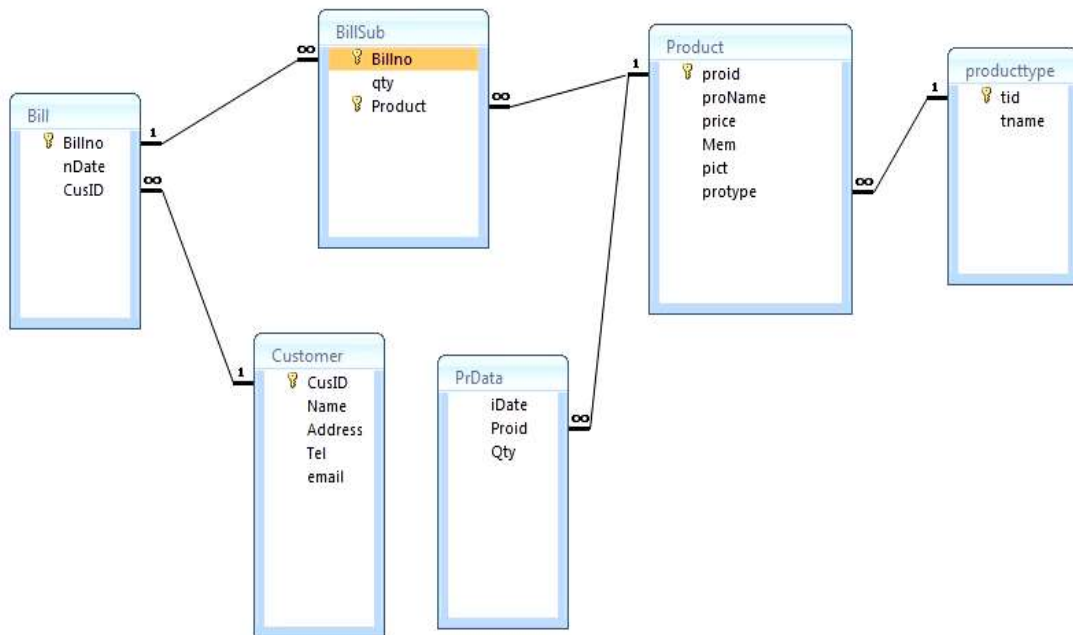 Bill
Billno
nDate
CusID
1
∞
BillSub
Billno
qty
Product
∞
∞
Product
proid
proName
price
Mem
pict
protype
1
∞
producttype
tid
tname
1
Customer
CusID
Name
Address
Tel
email
1
PrData
iDate
Proid
Qty
∞